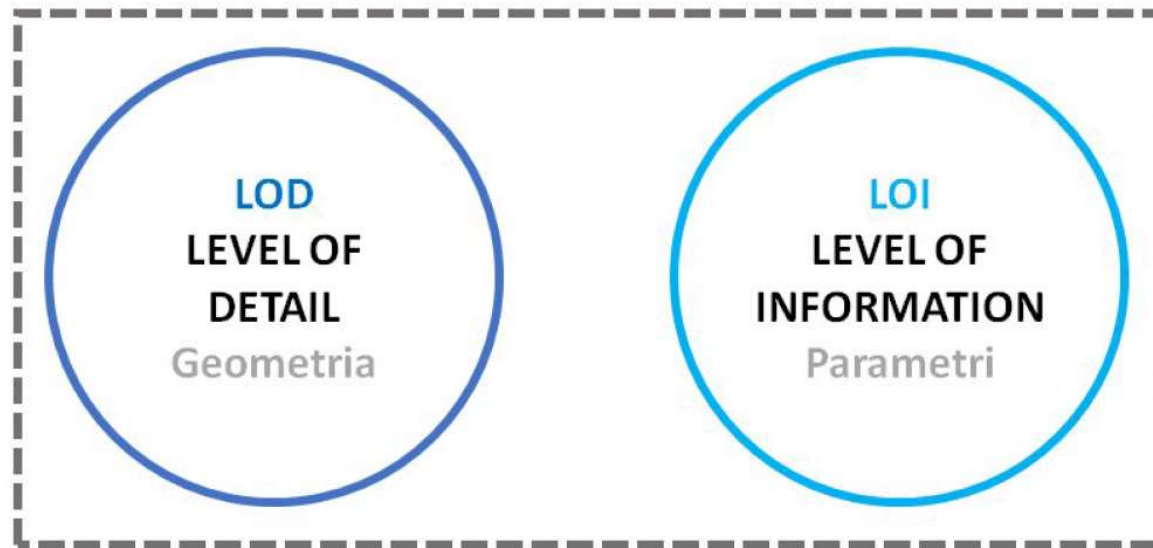 LOD
LEVEL OF
DETAIL
Geometria
LOI
LEVEL OF
INFORMATION
Parametri